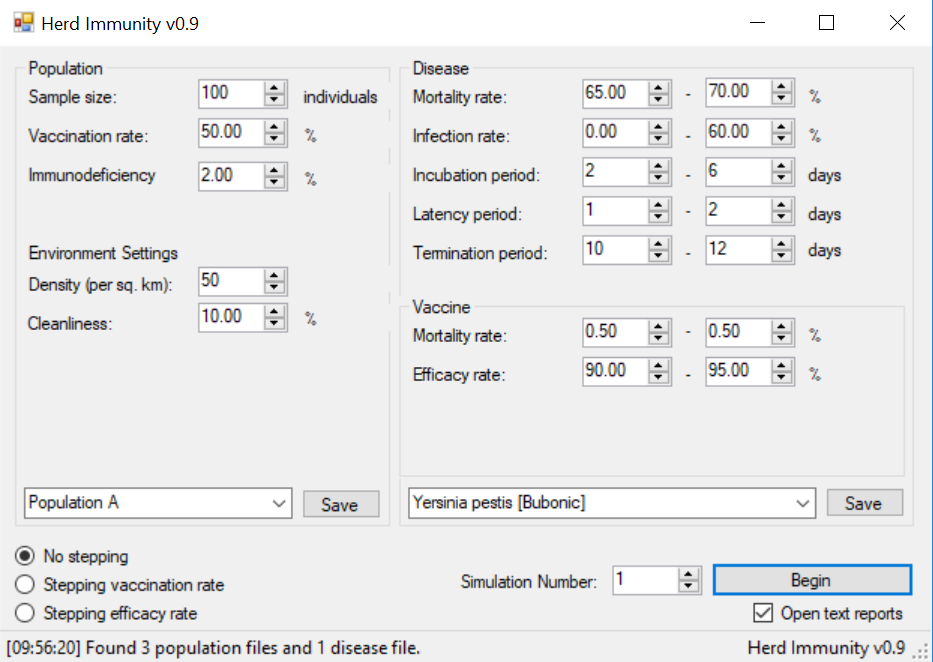 Herd Immunity v0.9
Population
Sample size: 100 individuals
Vaccination rate: 50.00 %
Immunodeficiency 2.00 %
Environment Settings
Density (per sq. km): 50
Cleanliness: 10.00 %
Population A Save
Disease
Mortality rate: 65.00 - 70.00 %
Infection rate: 0.00 - 60.00 %
Incubation period: 2 - 6 days
Latency period: 1 - 2 days
Termination period: 10 - 12 days
Vaccine
Mortality rate: 0.50 - 0.50 %
Efficacy rate: 90.00 - 95.00 %
Yersinia pestis [Bubonic] Save
No stepping
Stepping vaccination rate
Stepping efficacy rate
Simulation Number: 1 Begin
Open text reports
[09:56:20] Found 3 population files and 1 disease file. Herd Immunity v0.9